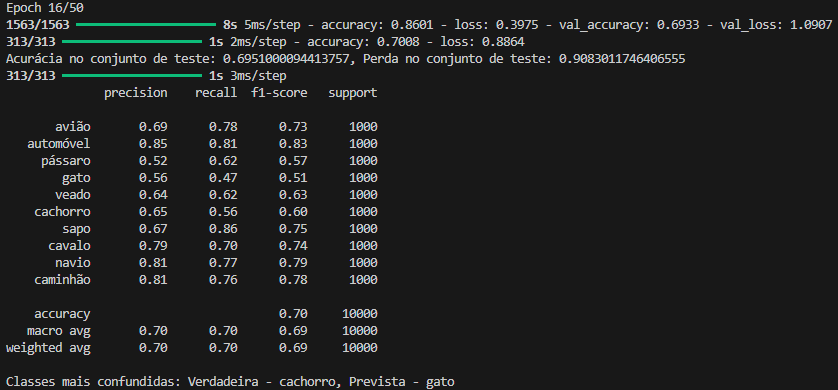 Epoch 16/50
1563/1563 ━━━━━━━━━━━━━━━━━━━━ 8s 5ms/step - accuracy: 0.8601 - loss: 0.3975 - val_accuracy: 0.6933 - val_loss: 1.0907
313/313 ━━━━━━━━━━━━━━━━━━━━ 1s 2ms/step - accuracy: 0.7008 - loss: 0.8864
Acurácia no conjunto de teste: 0.6951000094413757, Perda no conjunto de teste: 0.9083011746406555
313/313 ━━━━━━━━━━━━━━━━━━━━ 1s 3ms/step
precision recall f1-score support
avião 0.69 0.78 0.73 1000
automóvel 0.85 0.81 0.83 1000
pássaro 0.52 0.62 0.57 1000
gato 0.56 0.47 0.51 1000
veado 0.64 0.62 0.63 1000
cachorro 0.65 0.56 0.60 1000
sapo 0.67 0.86 0.75 1000
cavalo 0.79 0.70 0.74 1000
navio 0.81 0.77 0.79 1000
caminhão 0.81 0.76 0.78 1000
accuracy 0.70 10000
macro avg 0.70 0.70 0.69 10000
weighted avg 0.70 0.70 0.69 10000
Classes mais confundidas: Verdadeira - cachorro, Prevista - gato